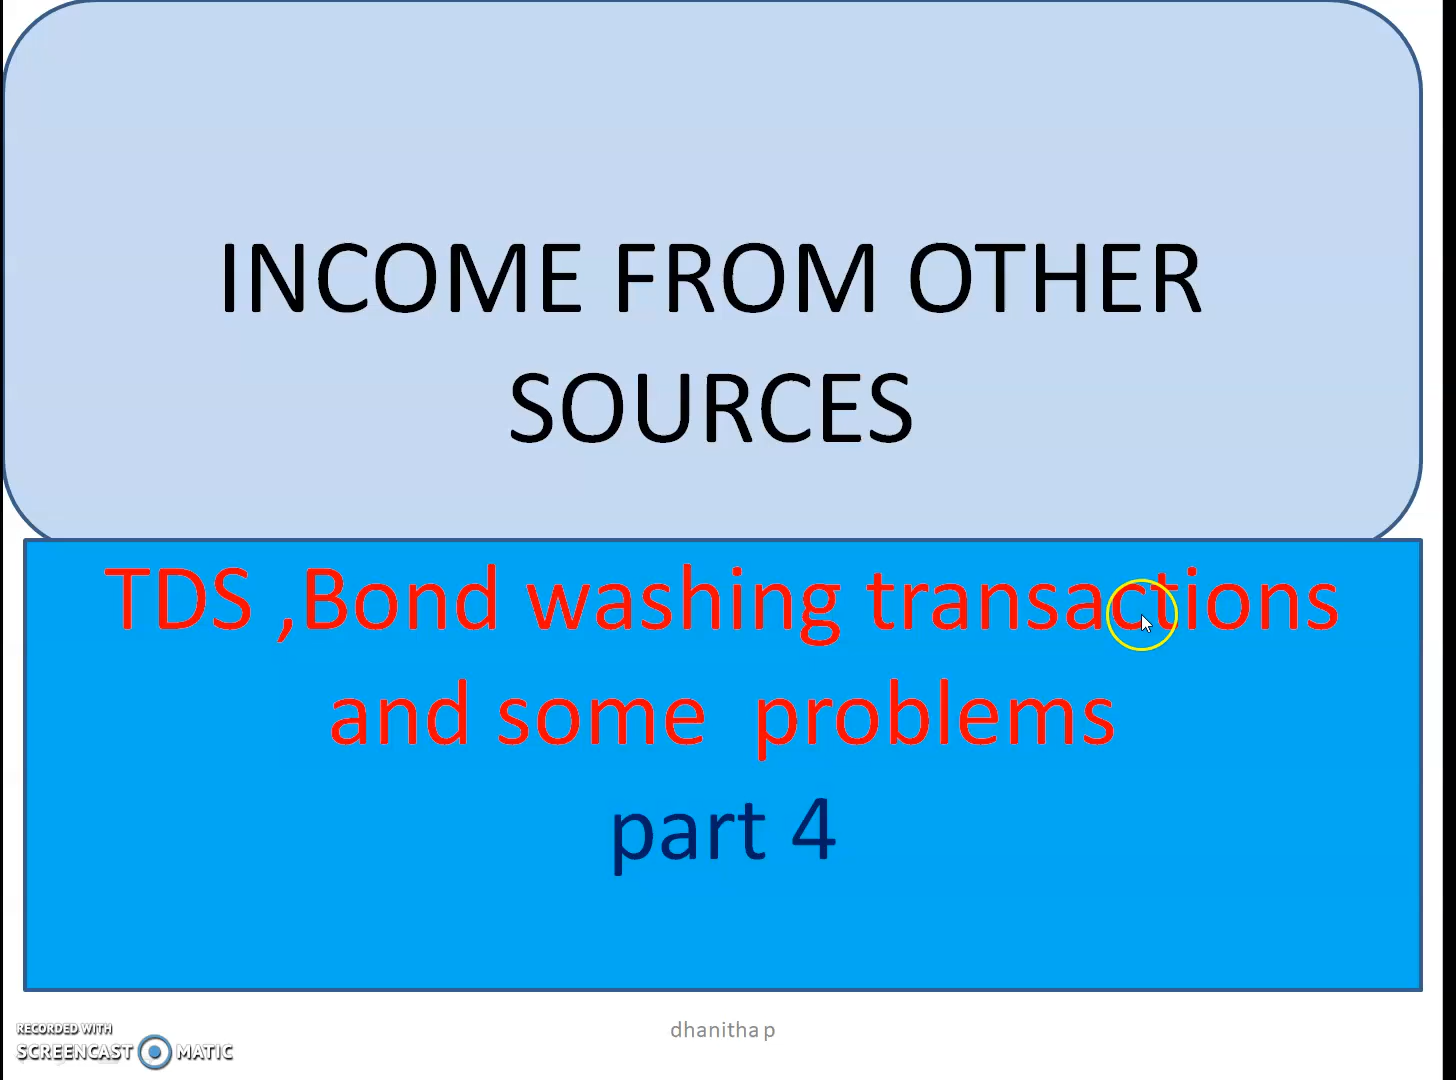 INCOME FROM OTHER
SOURCES
TDS ,Bond washing transactions
and some  problems
part 4
dhanitha p
RECORDED WITH
SCREENCAST MATIC